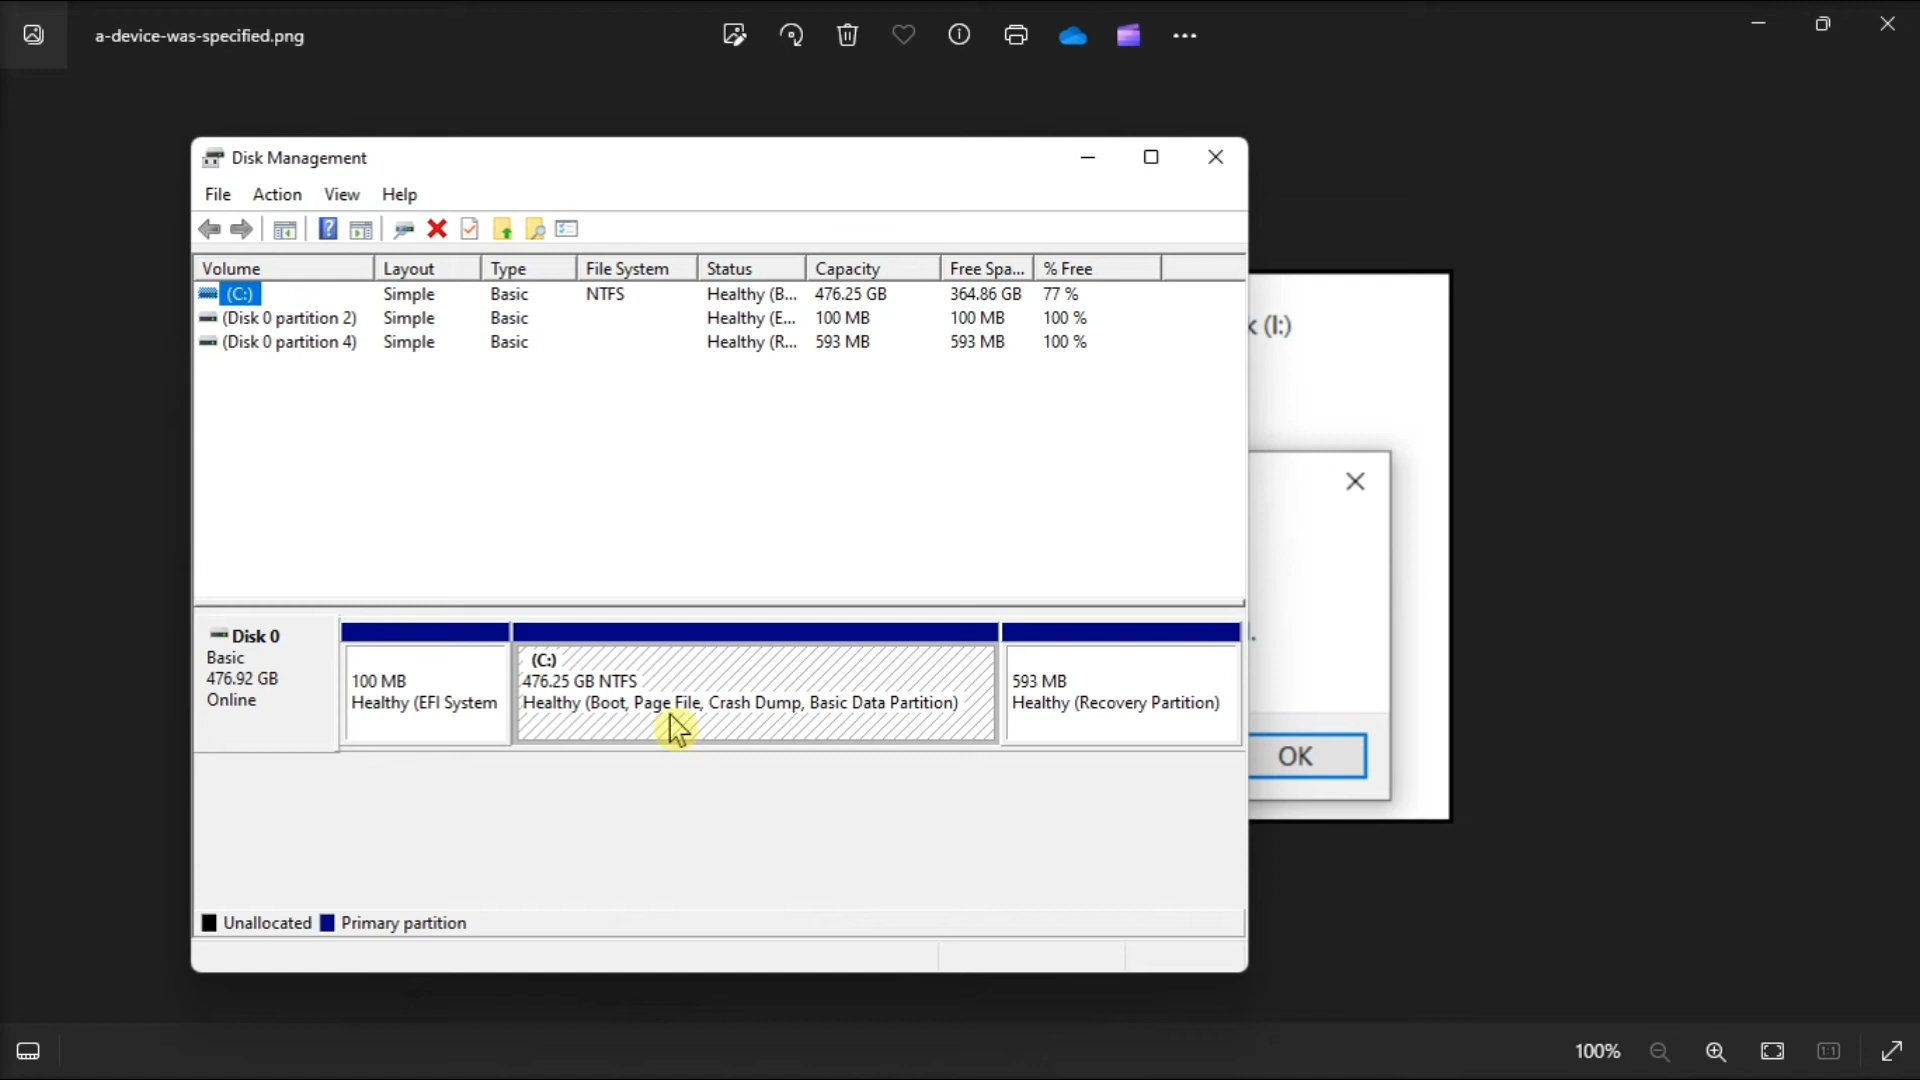 a-device-was-specified.png
Disk Management
File Action View Help
Volume Layout Type File System Status Capacity Free Spa... % Free
(C:) Simple Basic NTFS Healthy (B... 476.25 GB 364.86 GB 77 %
(Disk 0 partition 2) Simple Basic Healthy (E... 100 MB 100 MB 100 %
(Disk 0 partition 4) Simple Basic Healthy (R... 593 MB 593 MB 100 %
k (I:)
Disk 0
Basic
476.92 GB
Online
100 MB
Healthy (EFI System
(C:)
476.25 GB NTFS
Healthy (Boot, Page File, Crash Dump, Basic Data Partition)
593 MB
Healthy (Recovery Partition)
OK
Unallocated Primary partition
100%
1:1